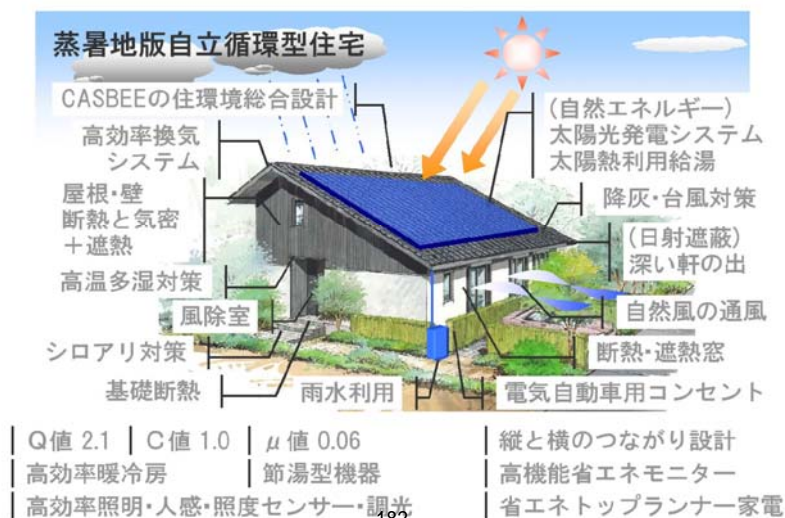 蒸暑地版自立循環型住宅
CASBEEの住環境総合設計
高効率換気
システム
屋根・壁
断熱と気密
＋遮熱
高温多湿対策
風除室
シロアリ対策
基礎断熱
雨水利用
(自然エネルギー)
太陽光発電システム
太陽熱利用給湯
降灰・台風対策
(日射遮蔽)
深い軒の出
自然風の通風
断熱・遮熱窓
電気自動車用コンセント
Q値 2.1
C値 1.0
μ値 0.06
縦と横のつながり設計
高効率暖冷房
節湯型機器
高機能省エネモニター
高効率照明・人感・照度センサー・調光
省エネトップランナー家電
182